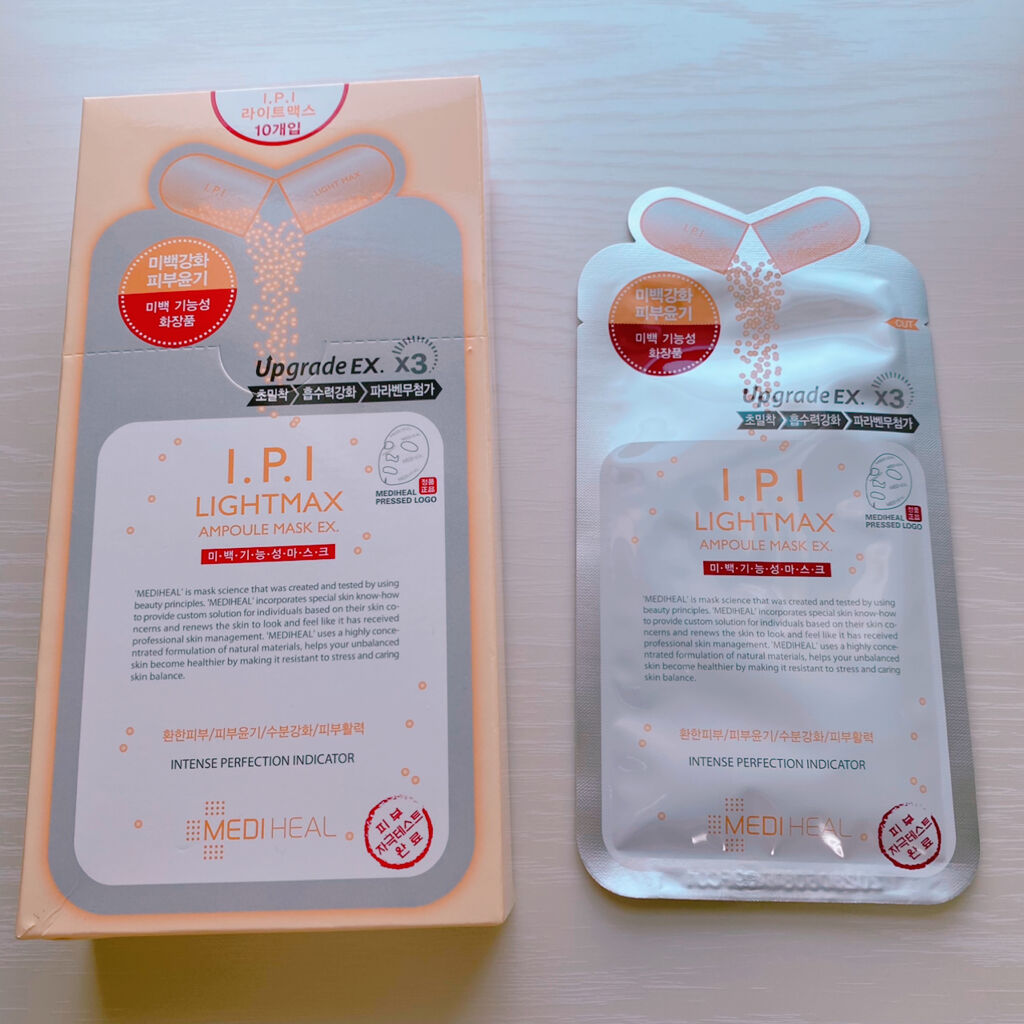 I.P.I
라이트맥스
10개입
I.P.I
LIGHT MAX
미백강화
피부윤기
미백 기능성
화장품
Upgrade EX. x3
초밀착 흡수력강화 파라벤무첨가
I.P.I
LIGHTMAX
AMPOULE MASK EX.
미·백·기·능·성·마·스·크
MEDIHEAL
PRESSED LOGO
정품
正品
'MEDIHEAL' is mask science that was created and tested by using
beauty principles. 'MEDIHEAL' incorporates special skin know-how
to provide custom solution for individuals based on their skin co-
ncerns and renews the skin to look and feel like it has received
professional skin management. 'MEDIHEAL' uses a highly conce-
ntrated formulation of natural materials, helps your unbalanced
skin become healthier by making it resistant to stress and caring
skin balance.
환한피부/피부윤기/수분강화/피부활력
INTENSE PERFECTION INDICATOR
MEDIHEAL
피부
자극테스트
완료
I.P.I
미백강화
피부윤기
미백 기능성
화장품
CUT
Upgrade EX. x3
초밀착 흡수력강화 파라벤무첨가
I.P.I
LIGHTMAX
AMPOULE MASK EX.
미·백·기·능·성·마·스·크
MEDIHEAL
PRESSED LOGO
정품
正品
'MEDIHEAL' is mask science that was created and tested by using
beauty principles. 'MEDIHEAL' incorporates special skin know-how
to provide custom solution for individuals based on their skin co-
ncerns and renews the skin to look and feel like it has received
professional skin management. 'MEDIHEAL' uses a highly conce-
ntrated formulation of natural materials, helps your unbalanced
skin become healthier by making it resistant to stress and caring
skin balance.
환한피부/피부윤기/수분강화/피부활력
INTENSE PERFECTION INDICATOR
MEDIHEAL
피부
자극테스트
완료